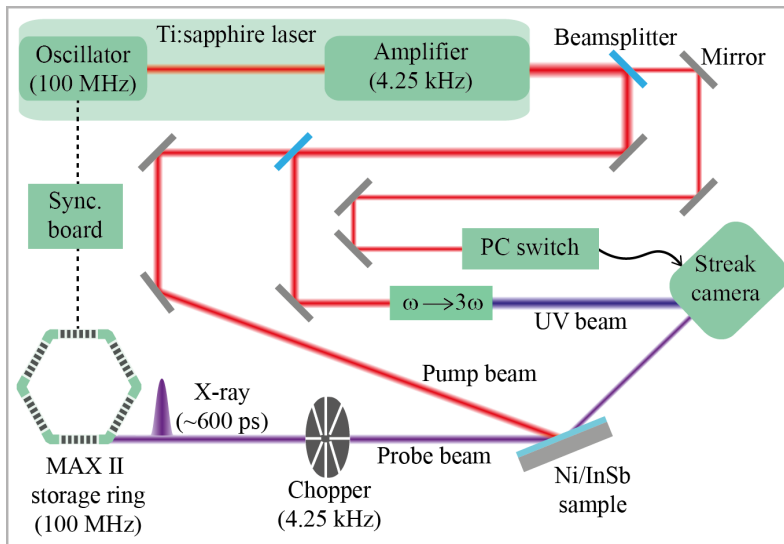 Ti:sapphire laser
Oscillator
(100 MHz)
Amplifier
(4.25 kHz)
Beamsplitter
Mirror
Sync.
board
PC switch
Streak
camera
ω→3ω
UV beam
Pump beam
X-ray
(~600 ps)
Probe beam
MAX II
storage ring
(100 MHz)
Chopper
(4.25 kHz)
Ni/InSb
sample